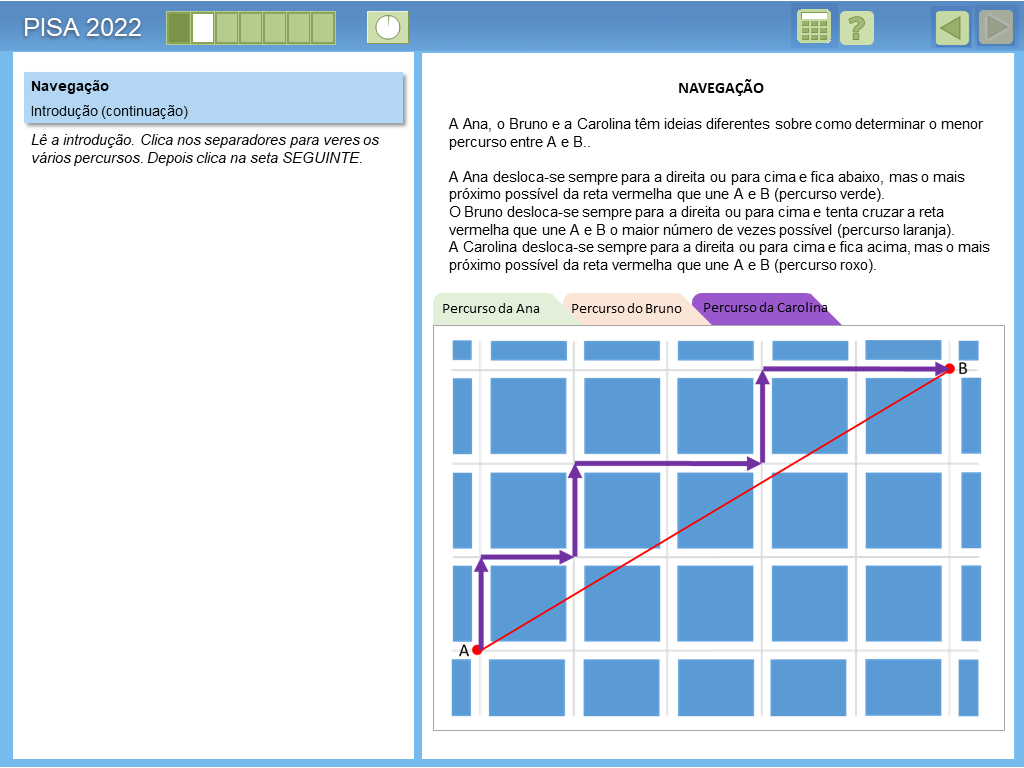 PISA 2022
?
Navegação
Introdução (continuação)
Lê a introdução. Clica nos separadores para veres os
vários percursos. Depois clica na seta SEGUINTE.
NAVEGAÇÃO
A Ana, o Bruno e a Carolina têm ideias diferentes sobre como determinar o menor
percurso entre A e B..
A Ana desloca-se sempre para a direita ou para cima e fica abaixo, mas o mais
próximo possível da reta vermelha que une A e B (percurso verde).
O Bruno desloca-se sempre para a direita ou para cima e tenta cruzar a reta
vermelha que une A e B o maior número de vezes possível (percurso laranja).
A Carolina desloca-se sempre para a direita ou para cima e fica acima, mas o mais
próximo possível da reta vermelha que une A e B (percurso roxo).
Percurso da Ana
Percurso do Bruno
Percurso da Carolina
B
A